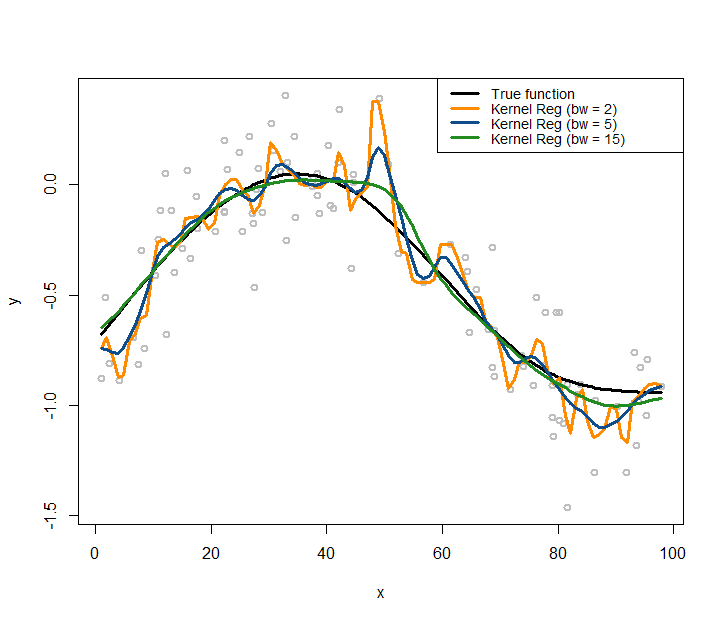 True function
Kernel Reg (bw = 2)
Kernel Reg (bw = 5)
Kernel Reg (bw = 15)
y
0.0
-0.5
-1.0
-1.5
0 20 40 60 80 100
x